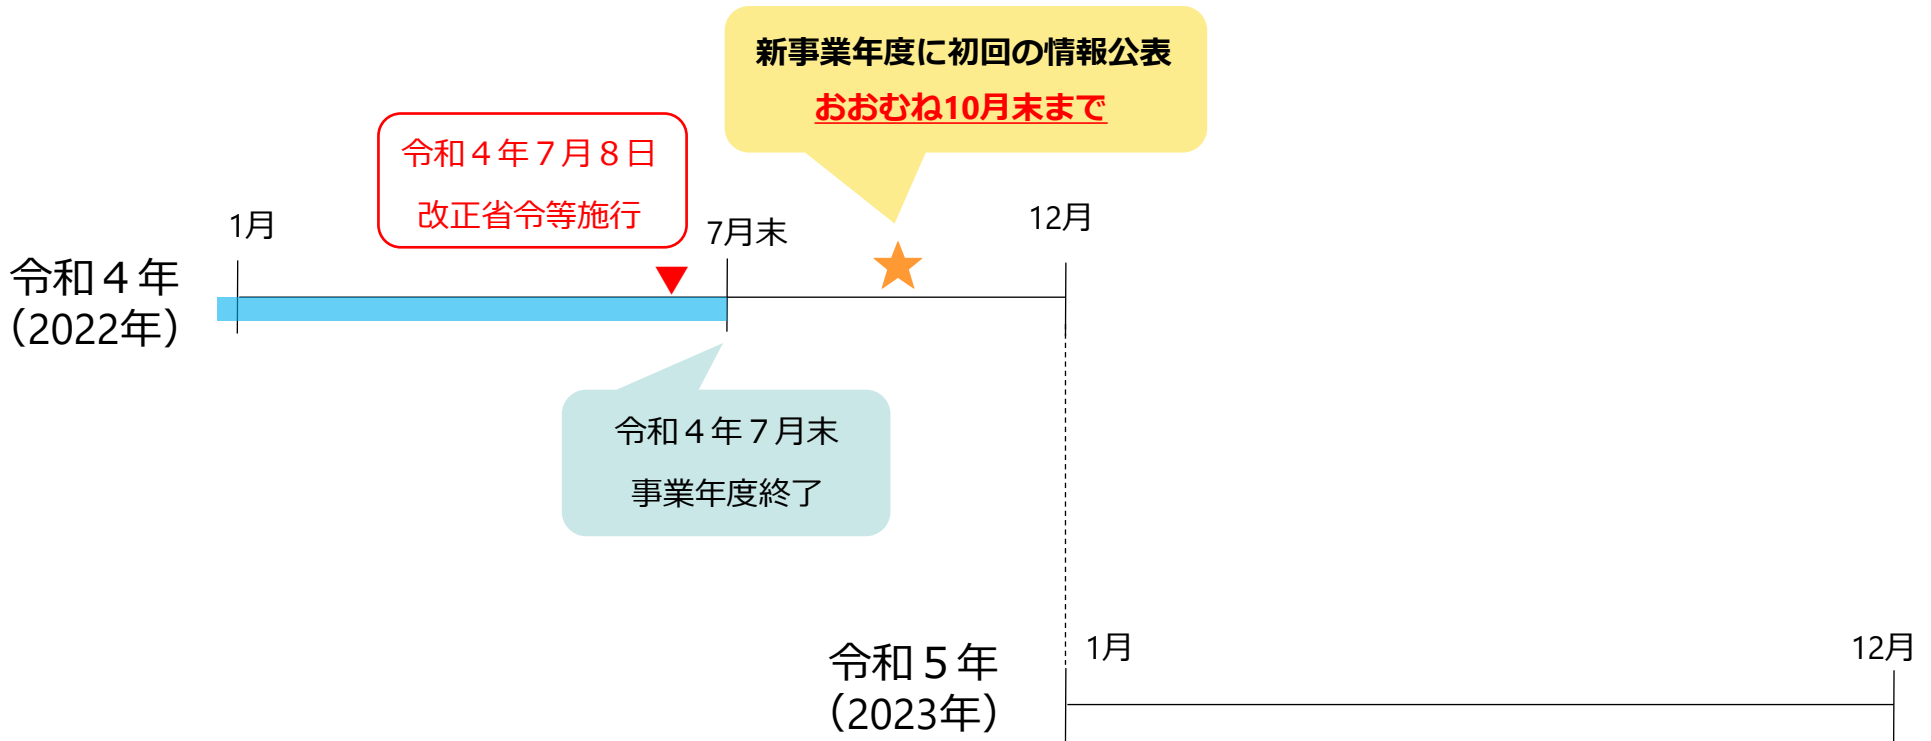 新事業年度に初回の情報公表
おおむね10月末まで
令和４年７月８日
改正省令等施行
1月
7月末
12月
令和４年
（2022年）
令和４年７月末
事業年度終了
令和５年
（2023年）
1月
12月